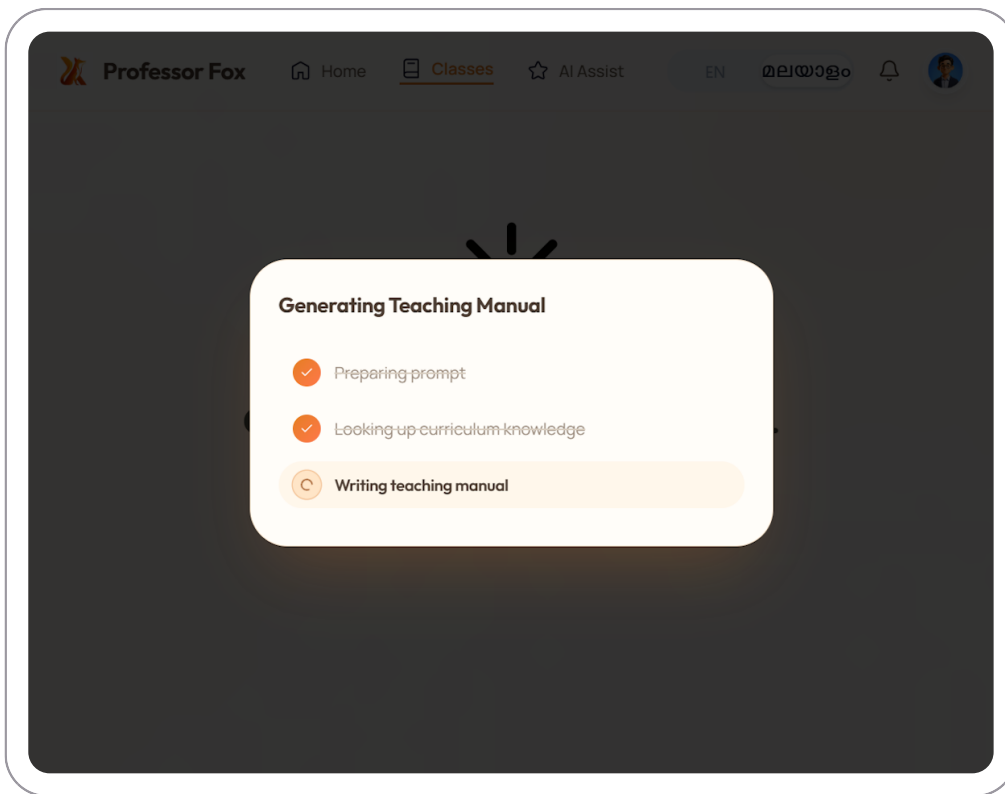 Professor Fox
Home
Classes
AI Assist
EN
മലയാളം
Generating Teaching Manual
Preparing prompt
Looking up curriculum knowledge
Writing teaching manual